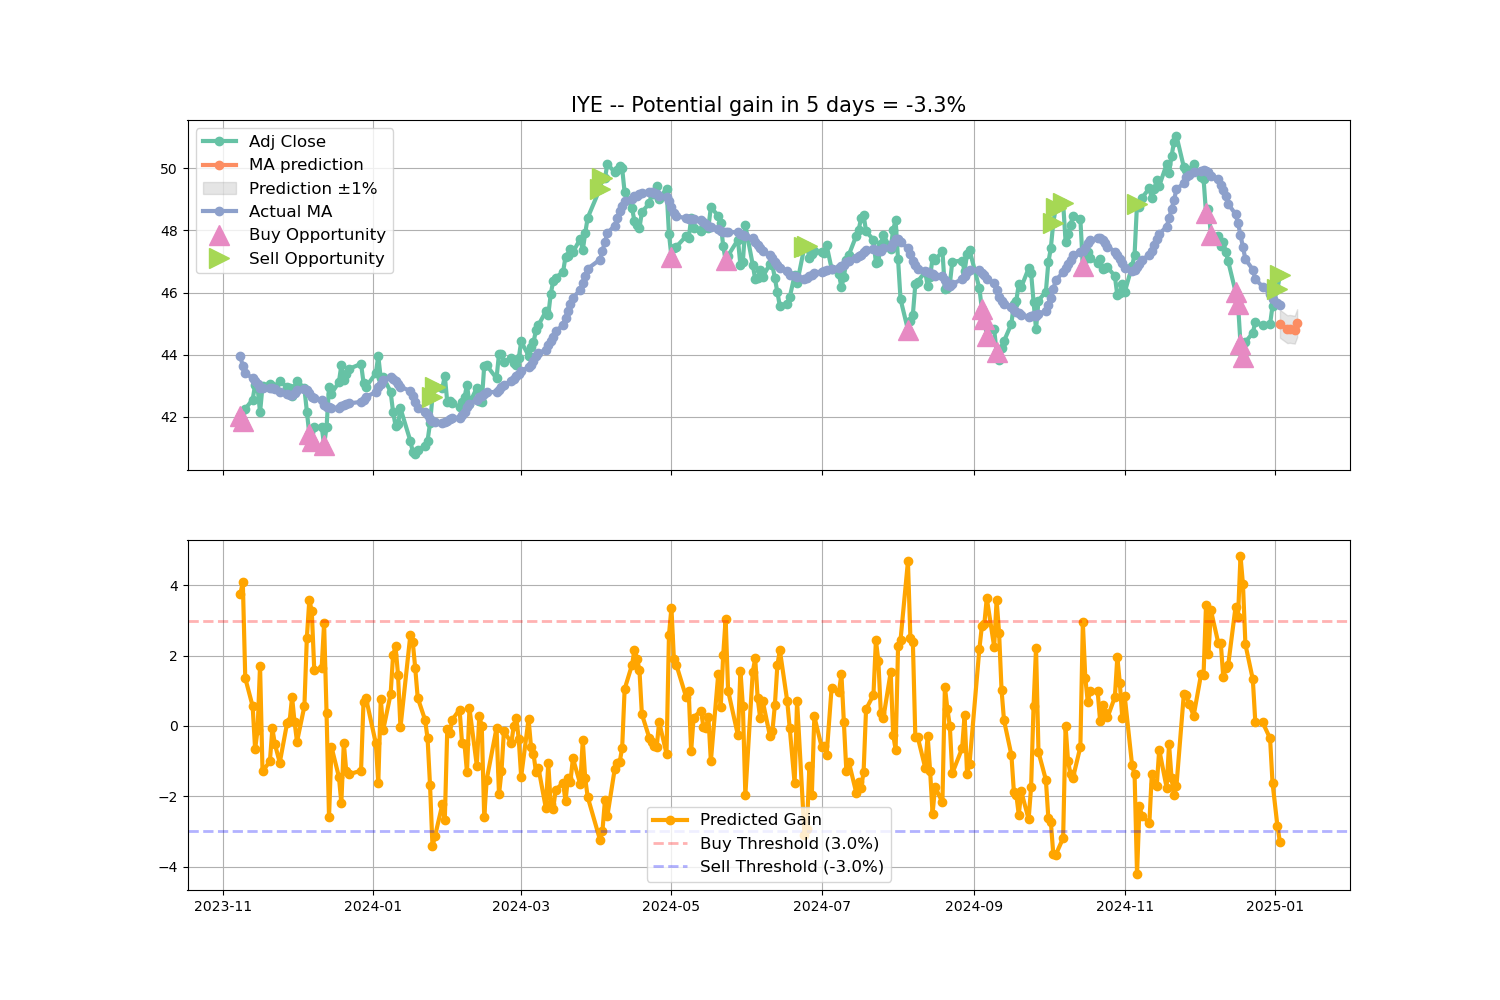 IYE -- Potential gain in 5 days = -3.3%
Adj Close
MA prediction
Prediction ±1%
Actual MA
Buy Opportunity
Sell Opportunity
50
48
46
44
42
4
2
0
−2
−4
Predicted Gain
Buy Threshold (3.0%)
Sell Threshold (-3.0%)
2023-11 2024-01 2024-03 2024-05 2024-07 2024-09 2024-11 2025-01